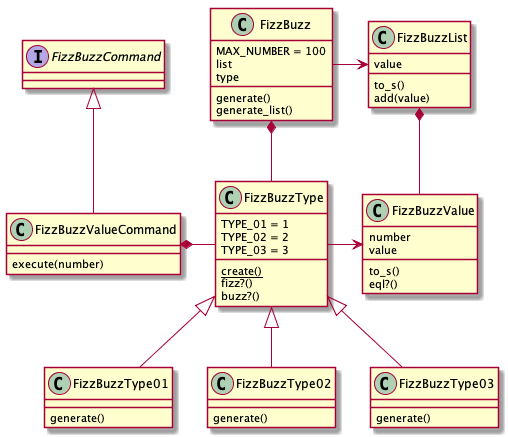 I FizzBuzzCommand
C FizzBuzz
MAX_NUMBER = 100
list
type
generate()
generate_list()
C FizzBuzzList
value
to_s()
add(value)
C FizzBuzzValueCommand
execute(number)
C FizzBuzzType
TYPE_01 = 1
TYPE_02 = 2
TYPE_03 = 3
create()
fizz?()
buzz?()
C FizzBuzzValue
number
value
to_s()
eql?()
C FizzBuzzType01
generate()
C FizzBuzzType02
generate()
C FizzBuzzType03
generate()